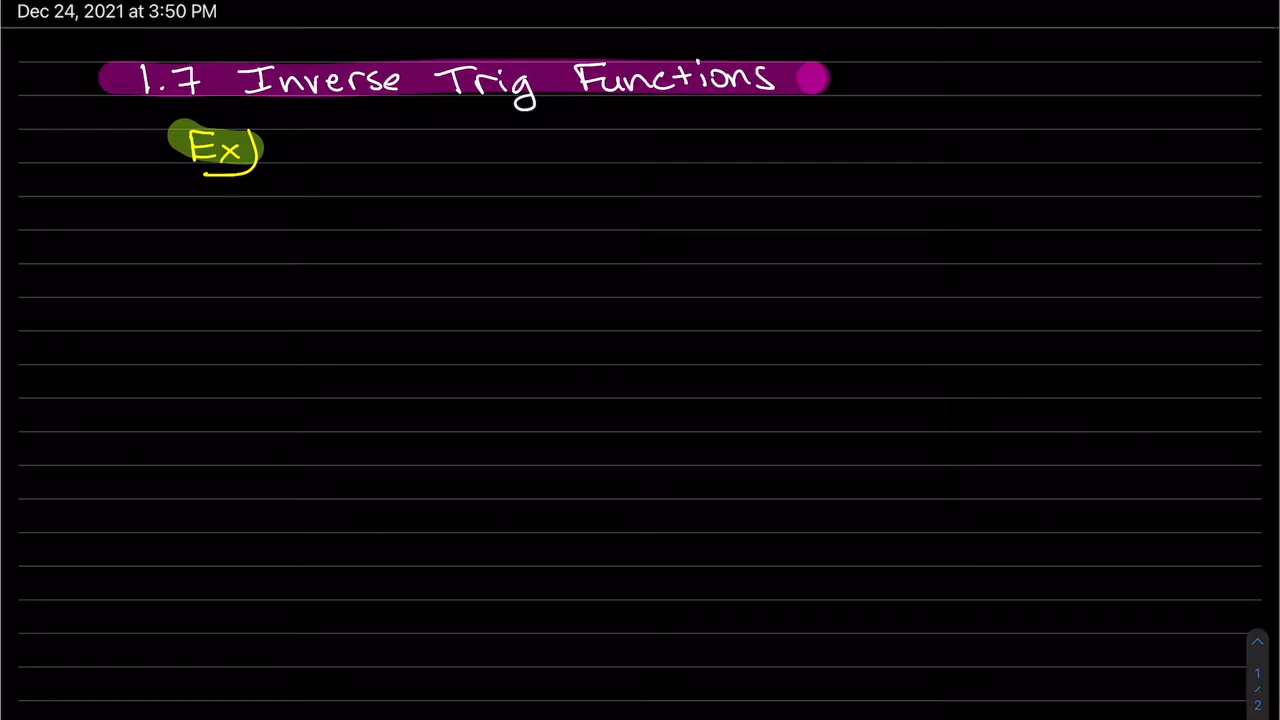 Dec 24, 2021 at 3:50 PM
1.7 Inverse Trig Functions
Ex)
1
/
2